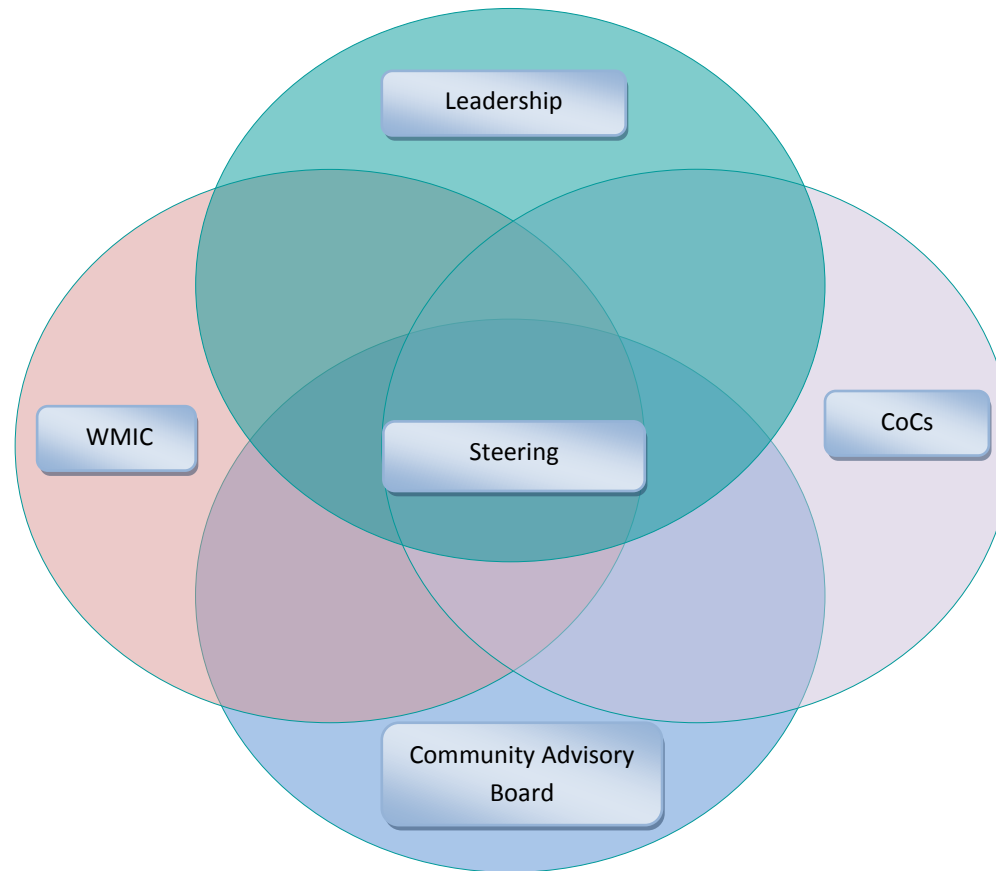 Leadership
WMIC
Steering
CoCs
Community Advisory
Board